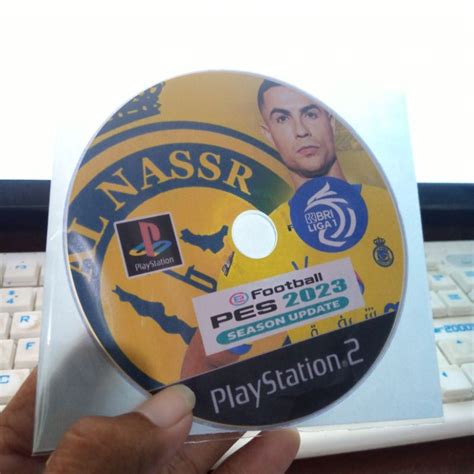 AL NASSR
BRI
LIGA 1
PlayStation
eFootball
PES 2023
SEASON UPDATE
PlayStation.2